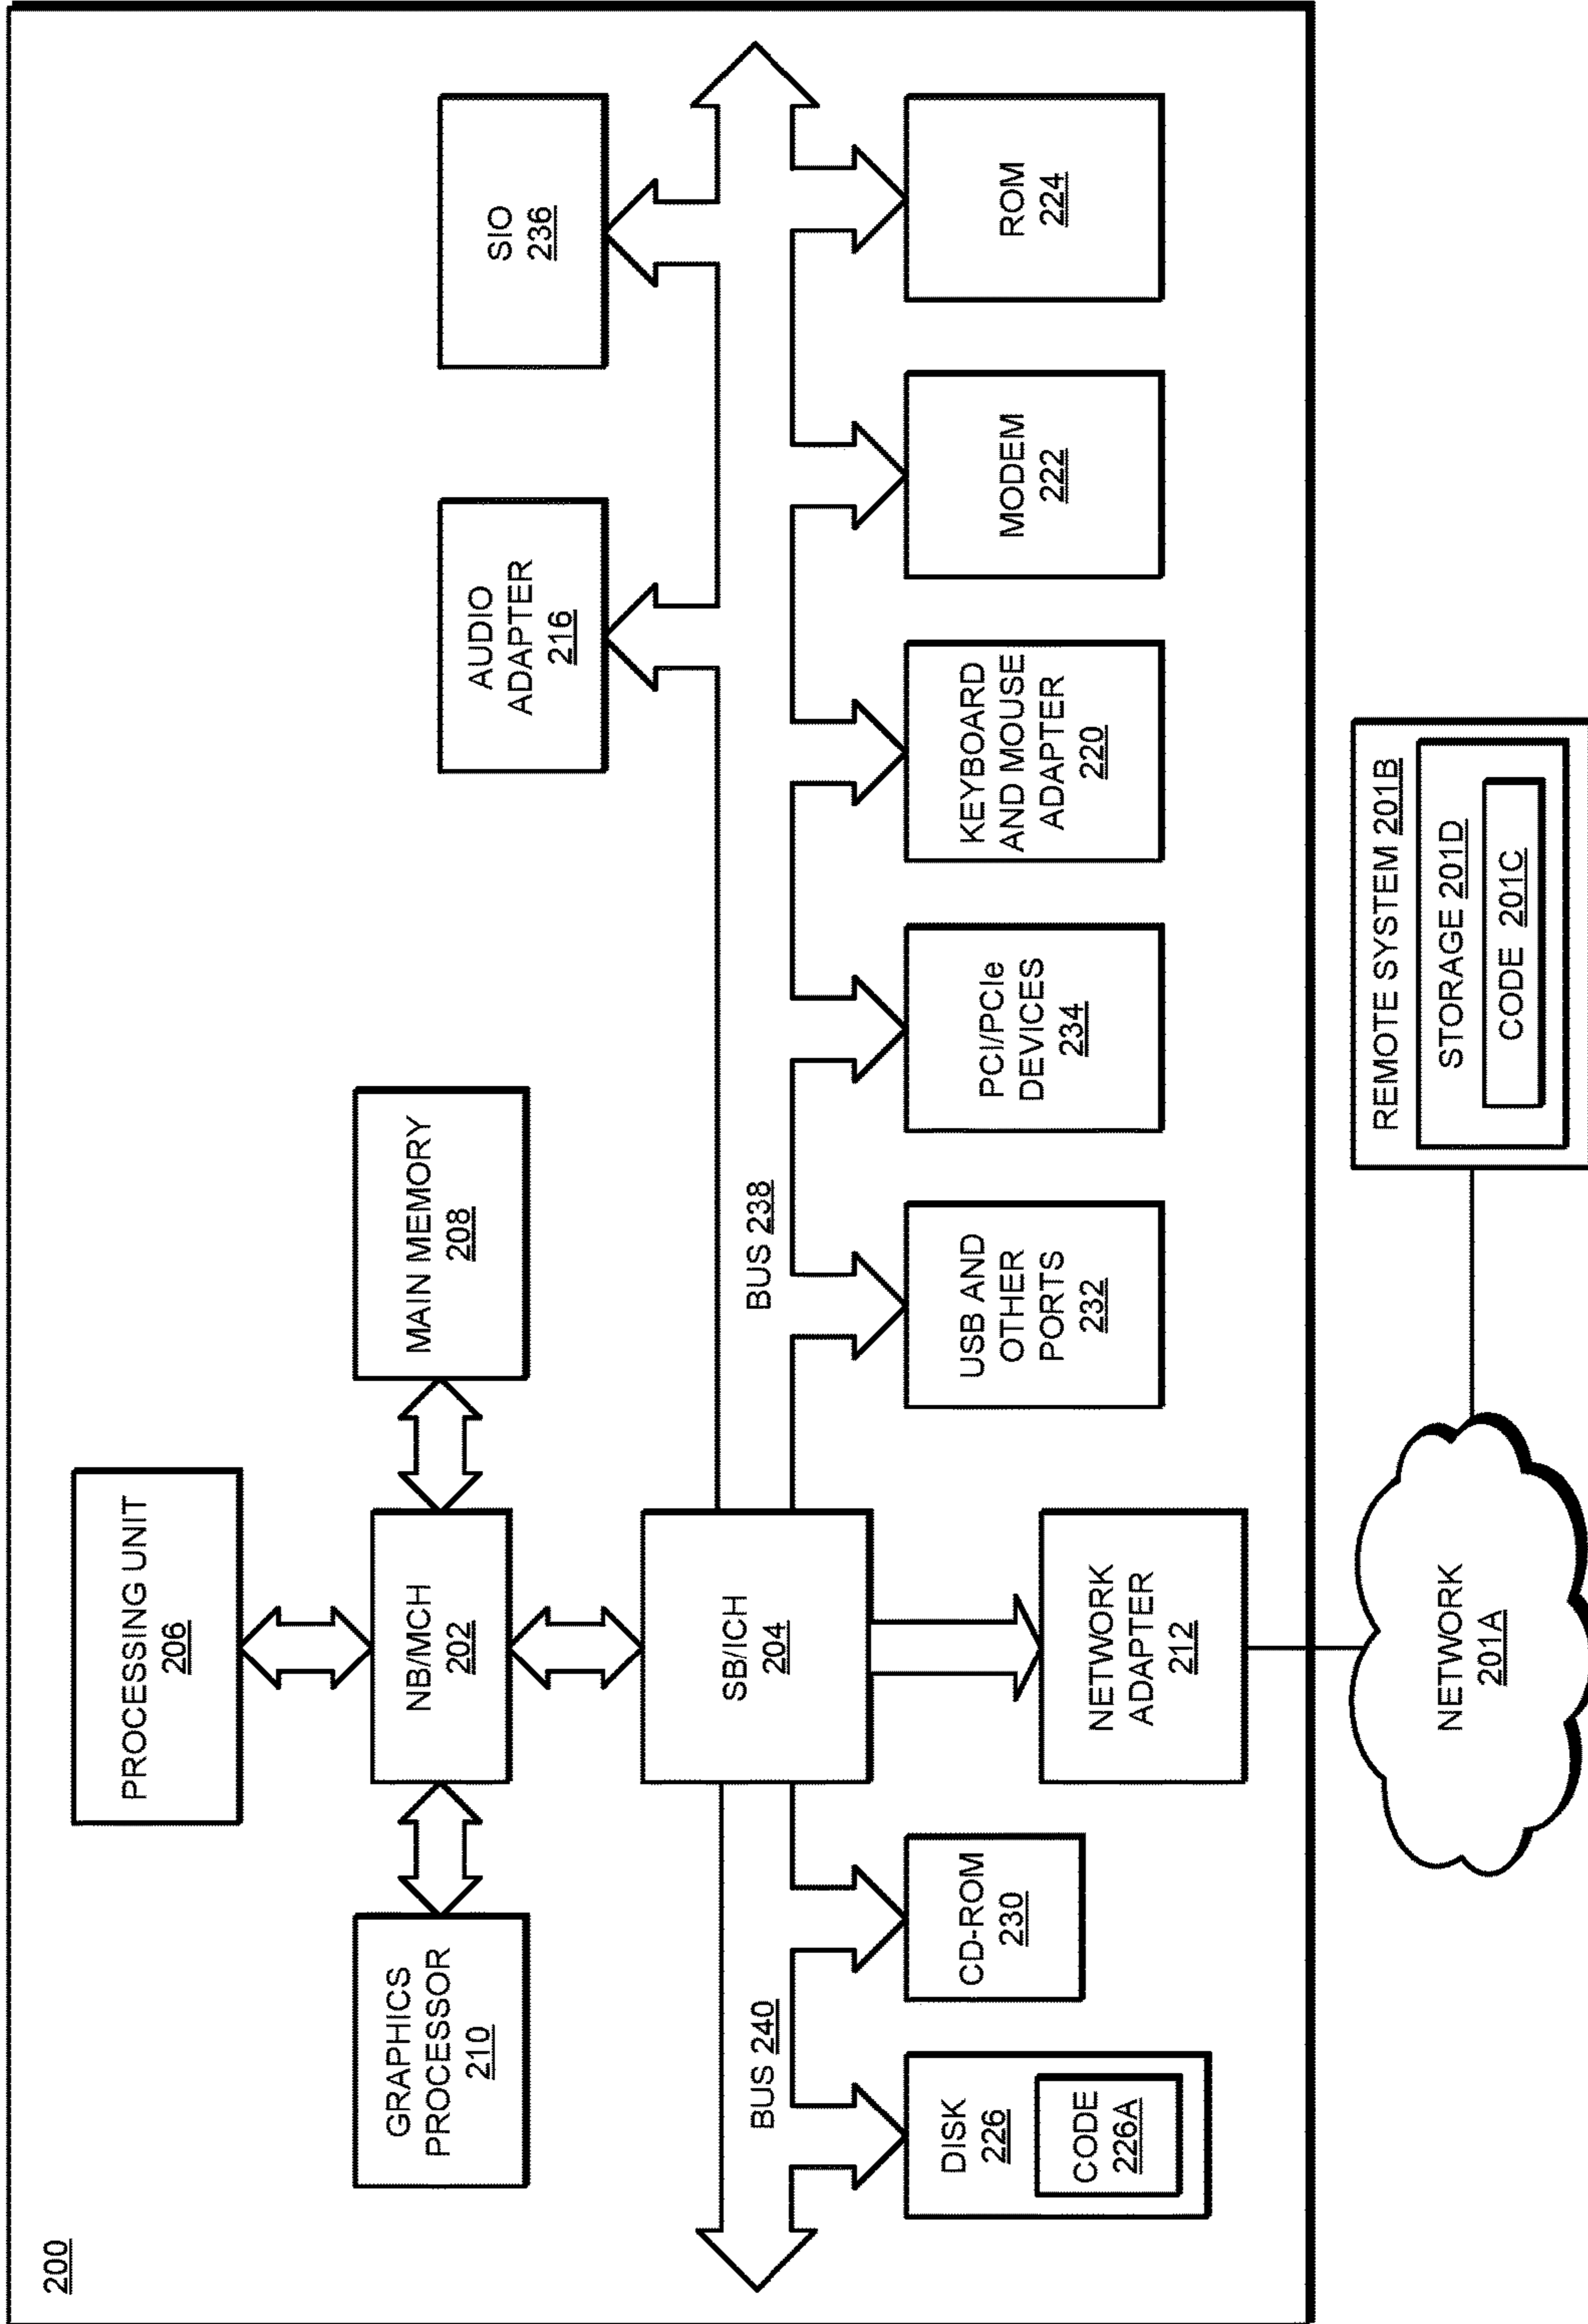 200
PROCESSING UNIT
206
GRAPHICS
PROCESSOR
210
NB/MCH
202
MAIN MEMORY
208
AUDIO
ADAPTER
216
SIO
236
SB/ICH
204
BUS 240
BUS 238
DISK
226
CODE
226A
CD-ROM
230
NETWORK
ADAPTER
212
USB AND
OTHER
PORTS
232
PCI/PCIe
DEVICES
234
KEYBOARD
AND MOUSE
ADAPTER
220
MODEM
222
ROM
224
NETWORK
201A
REMOTE SYSTEM 201B
STORAGE 201D
CODE 201C